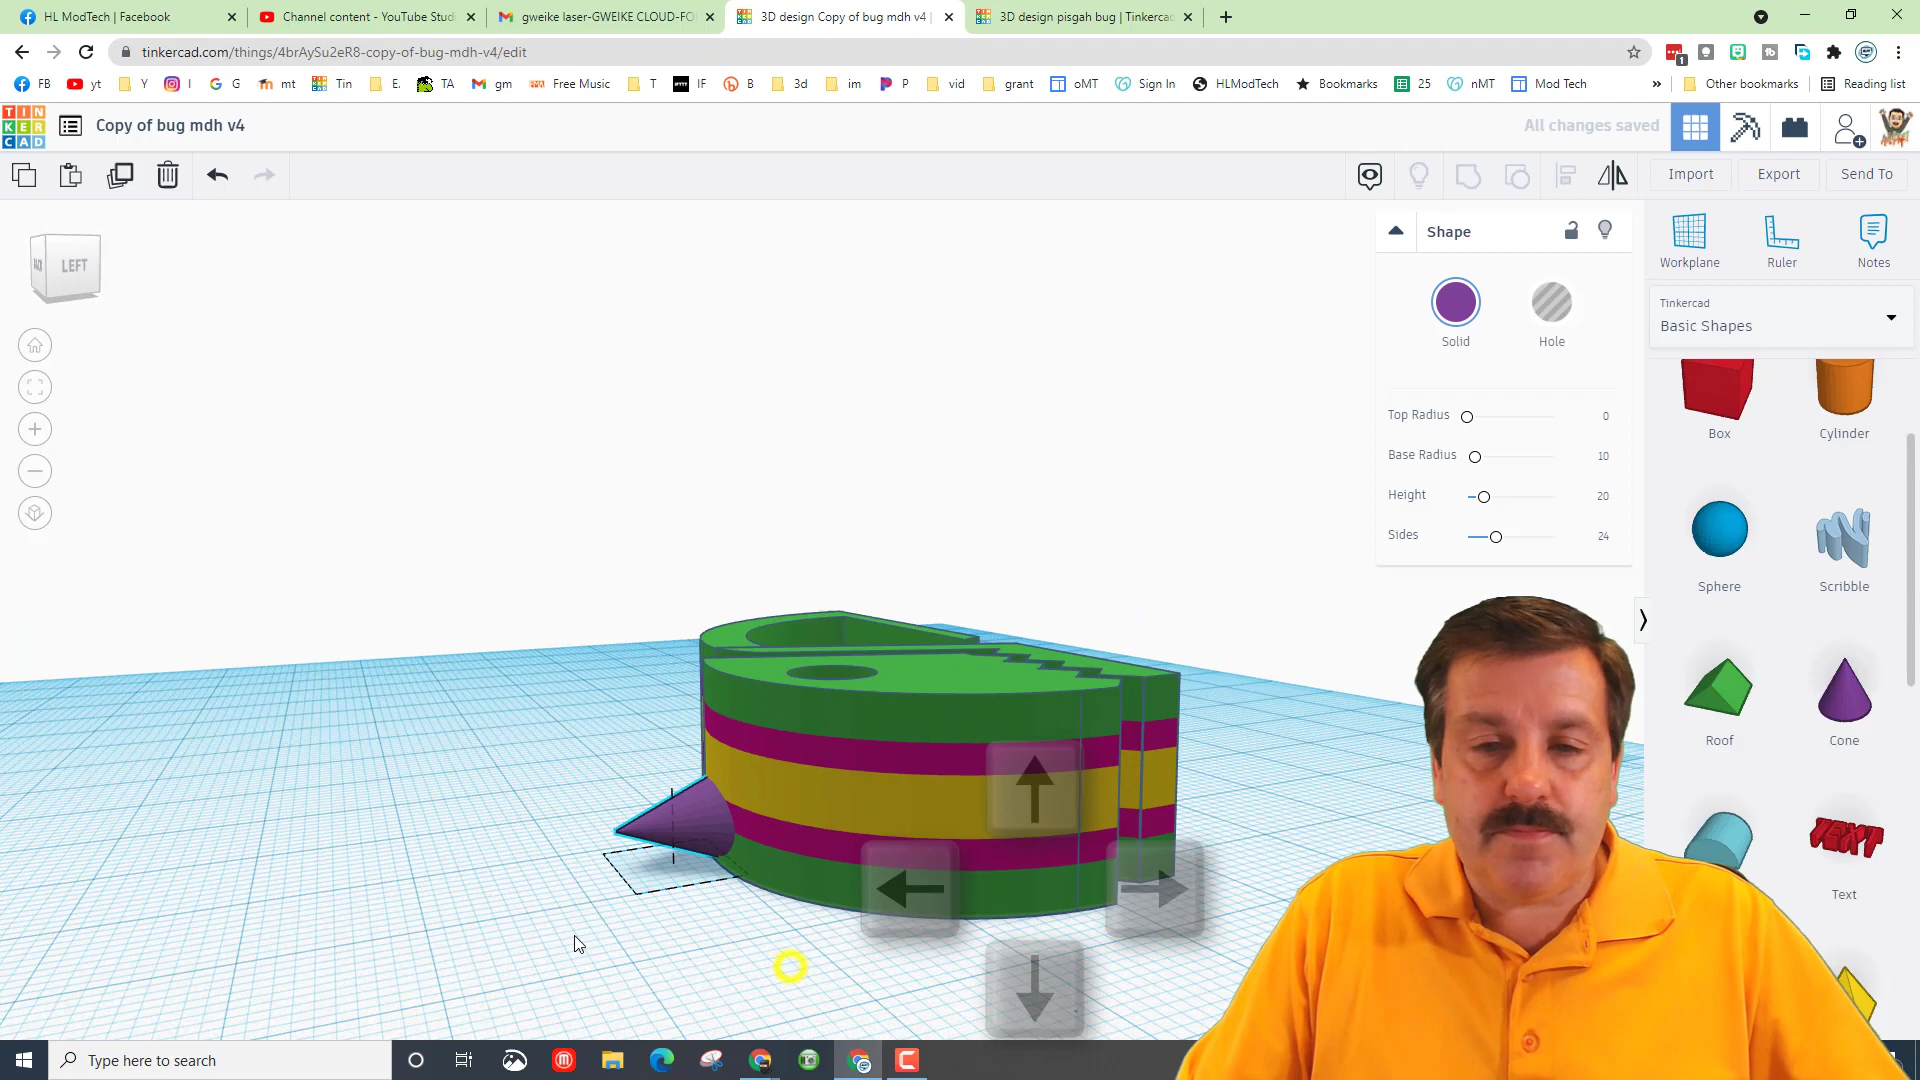 HL ModTech | Facebook
Channel content - YouTube Studi
gweike laser-GWEIKE CLOUD-FO
3D design Copy of bug mdh v4 |
3D design pisgah bug | Tinkercad
tinkercad.com/things/4brAySu2eR8-copy-of-bug-mdh-v4/edit
1
FB
yt
Y
I
G
mt
Tin
E.
TA
gm
Free Music
T
IF
B
3d
im
P
vid
grant
oMT
Sign In
HLModTech
Bookmarks
25
nMT
Mod Tech
»
Other bookmarks
Reading list
TIN
KER
CAD
Copy of bug mdh v4
All changes saved
Import
Export
Send To
LEFT
BACK
Shape
Solid
Hole
Top Radius
0
Base Radius
10
Height
20
Sides
24
Workplane
Ruler
Notes
Tinkercad
Basic Shapes
Box
Cylinder
Sphere
Scribble
Roof
Cone
TEXT
Text
Type here to search